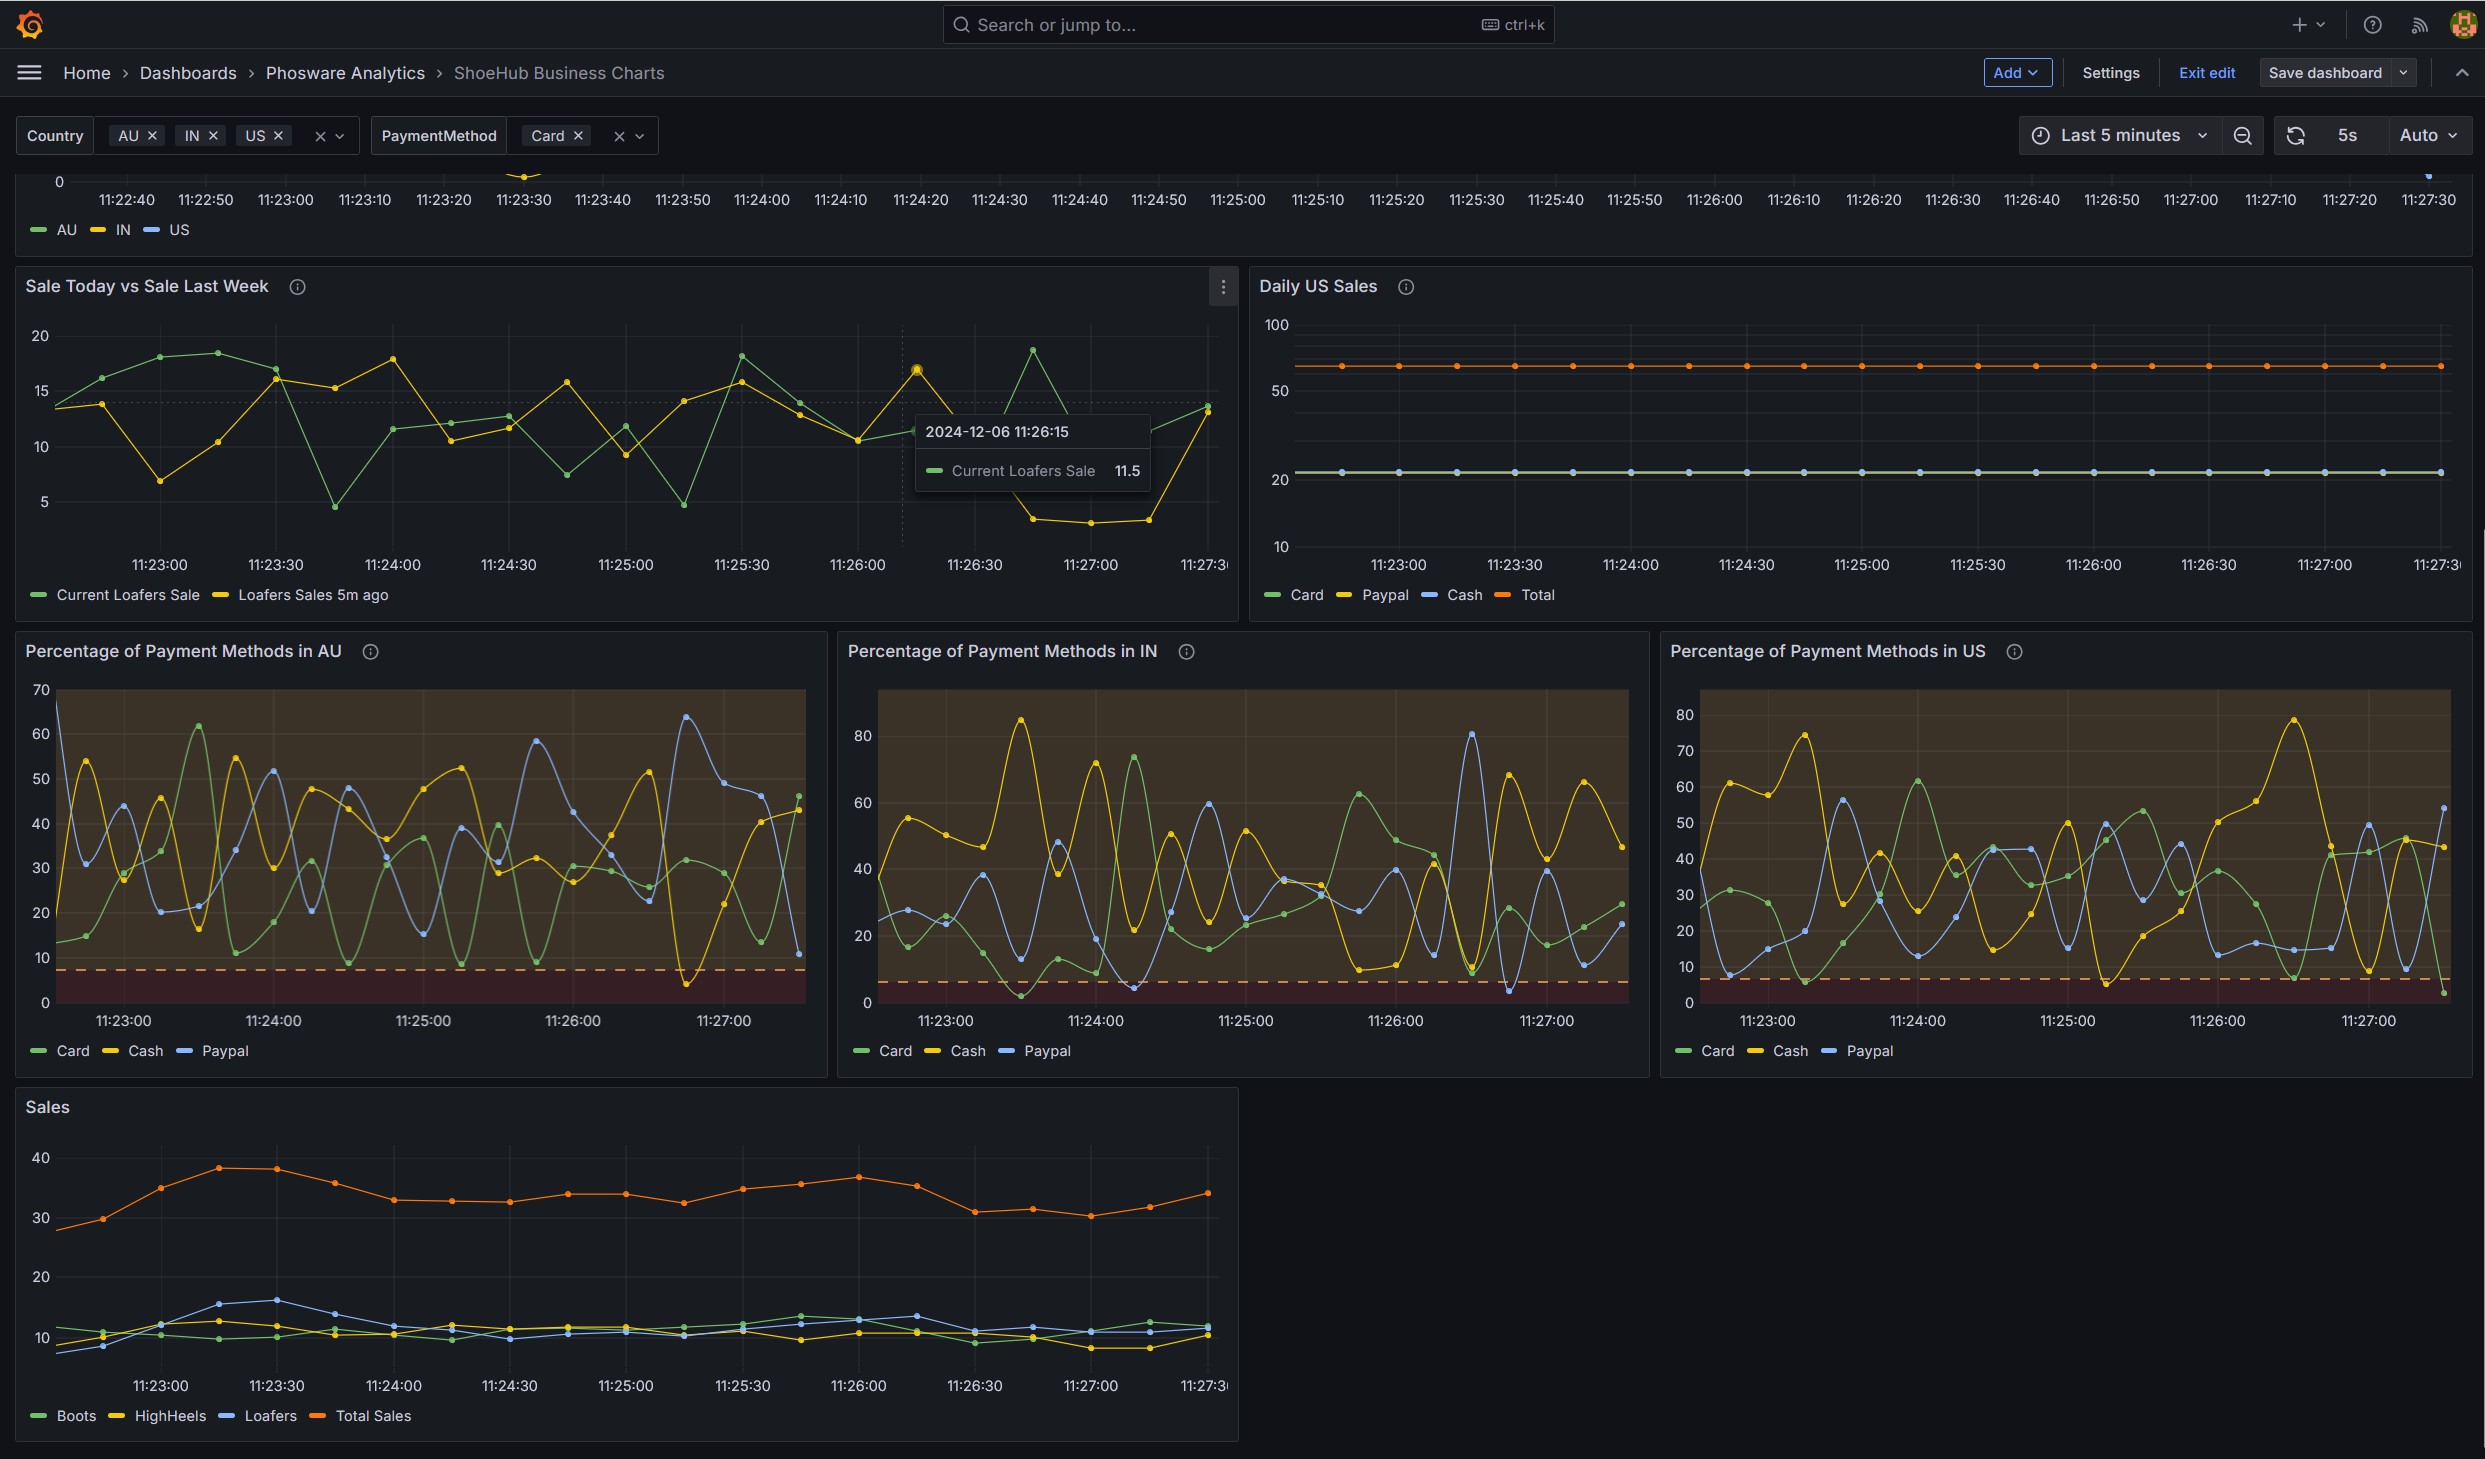 Search or jump to... ctrl+k
Home › Dashboards › Phosware Analytics › ShoeHub Business Charts Add Settings Exit edit Save dashboard
Country AU IN US PaymentMethod Card Last 5 minutes 5s Auto
0
11:22:40 11:22:50 11:23:00 11:23:10 11:23:20 11:23:30 11:23:40 11:23:50 11:24:00 11:24:10 11:24:20 11:24:30 11:24:40 11:24:50 11:25:00 11:25:10 11:25:20 11:25:30 11:25:40 11:25:50 11:26:00 11:26:10 11:26:20 11:26:30 11:26:40 11:26:50 11:27:00 11:27:10 11:27:20 11:27:30
AU IN US
Sale Today vs Sale Last Week
20
15
10
5
2024-12-06 11:26:15
Current Loafers Sale 11.5
11:23:00 11:23:30 11:24:00 11:24:30 11:25:00 11:25:30 11:26:00 11:26:30 11:27:00 11:27:3
Current Loafers Sale Loafers Sales 5m ago
Daily US Sales
100
50
20
10
11:23:00 11:23:30 11:24:00 11:24:30 11:25:00 11:25:30 11:26:00 11:26:30 11:27:00 11:27:3
Card Paypal Cash Total
Percentage of Payment Methods in AU
70
60
50
40
30
20
10
0
11:23:00 11:24:00 11:25:00 11:26:00 11:27:00
Card Cash Paypal
Percentage of Payment Methods in IN
80
60
40
20
0
11:23:00 11:24:00 11:25:00 11:26:00 11:27:00
Card Cash Paypal
Percentage of Payment Methods in US
80
70
60
50
40
30
20
10
0
11:23:00 11:24:00 11:25:00 11:26:00 11:27:00
Card Cash Paypal
Sales
40
30
20
10
11:23:00 11:23:30 11:24:00 11:24:30 11:25:00 11:25:30 11:26:00 11:26:30 11:27:00 11:27:3
Boots HighHeels Loafers Total Sales